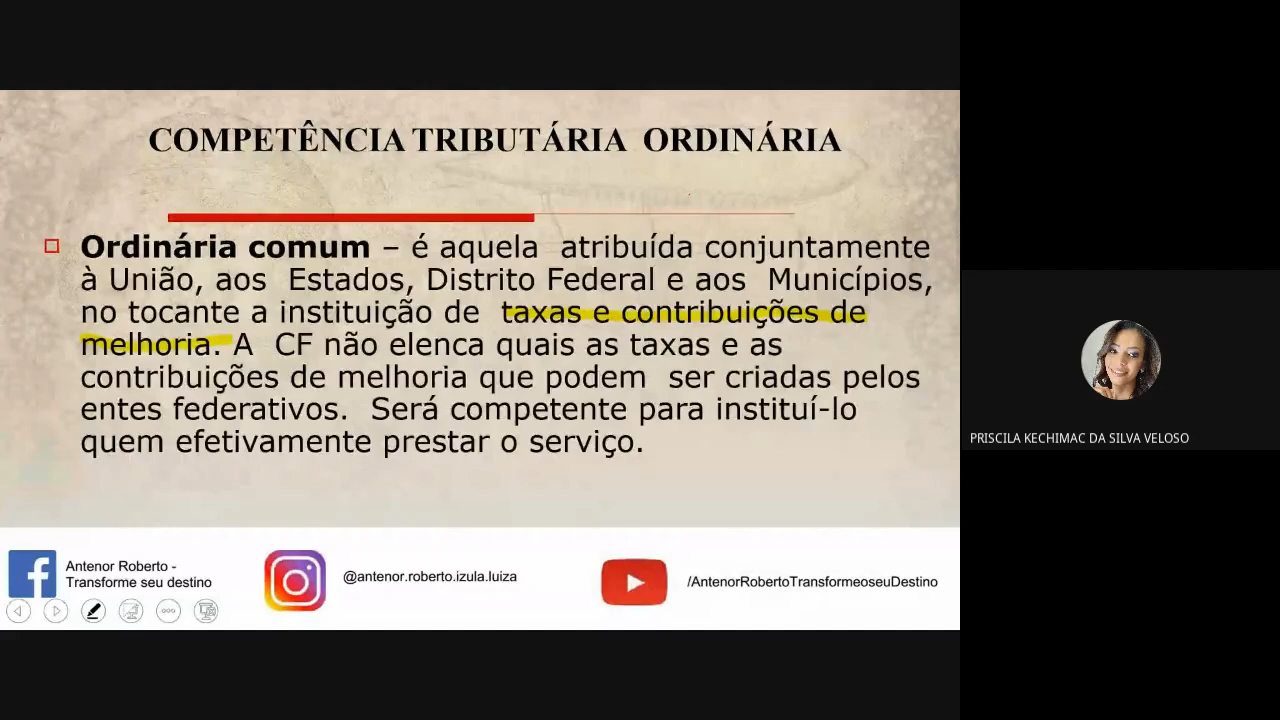 COMPETÊNCIA TRIBUTÁRIA ORDINÁRIA
Ordinária comum – é aquela atribuída conjuntamente
à União, aos Estados, Distrito Federal e aos Municípios,
no tocante a instituição de taxas e contribuições de
melhoria. A CF não elenca quais as taxas e as
contribuições de melhoria que podem ser criadas pelos
entes federativos. Será competente para instituí-lo
quem efetivamente prestar o serviço.
PRISCILA KECHIMAC DA SILVA VELOSO
Antenor Roberto -
Transforme seu destino
@antenor.roberto.izula.luiza
/AntenorRobertoTransformeoseuDestino